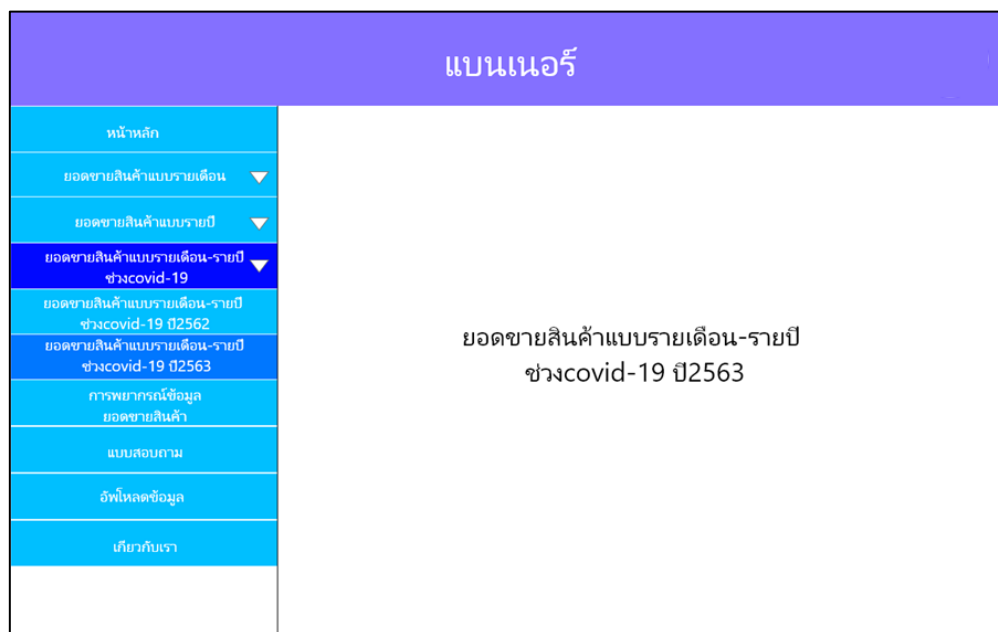 แบนเนอร์
หน้าหลัก
ยอดขายสินค้าแบบรายเดือน
ยอดขายสินค้าแบบรายปี
ยอดขายสินค้าแบบรายเดือน-รายปี
ช่วงcovid-19
ยอดขายสินค้าแบบรายเดือน-รายปี
ช่วงcovid-19 ปี2562
ยอดขายสินค้าแบบรายเดือน-รายปี
ช่วงcovid-19 ปี2563
การพยากรณ์ข้อมูล
ยอดขายสินค้า
แบบสอบถาม
อัพโหลดข้อมูล
เกี่ยวกับเรา
ยอดขายสินค้าแบบรายเดือน-รายปี
ช่วงcovid-19 ปี2563